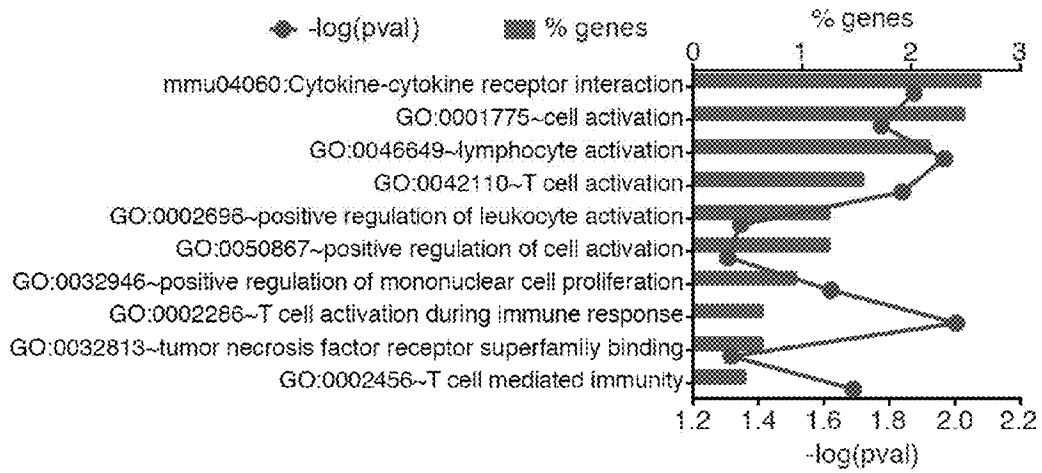 -log(pval) % genes
% genes
0 1 2 3
mmu04060:Cytokine-cytokine receptor interaction
GO:0001775~cell activation
GO:0046649~lymphocyte activation
GO:0042110~T cell activation
GO:0002696~positive regulation of leukocyte activation
GO:0050867~positive regulation of cell activation
GO:0032946~positive regulation of mononuclear cell proliferation
GO:0002286~T cell activation during immune response
GO:0032813~tumor necrosis factor receptor superfamily binding
GO:0002456~T cell mediated immunity
1.2 1.4 1.6 1.8 2.0 2.2
-log(pval)